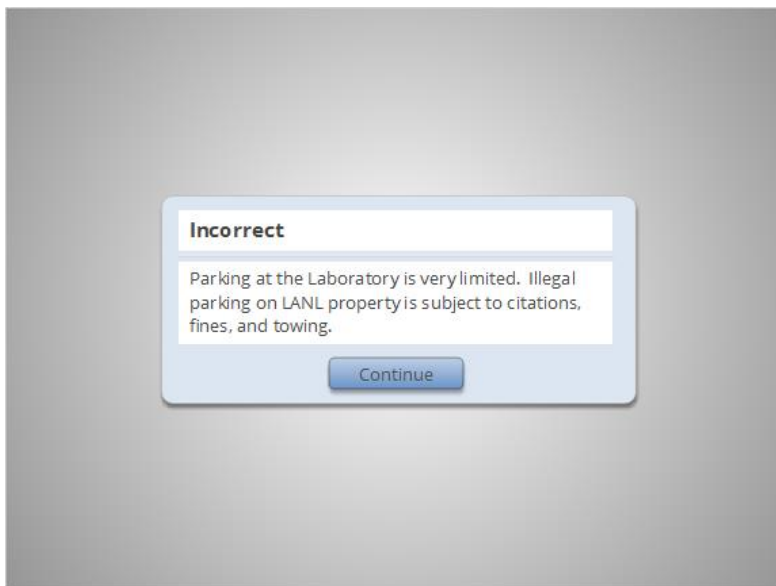 Incorrect
Parking at the Laboratory is very limited.  Illegal
parking on LANL property is subject to citations,
fines, and towing.
Continue